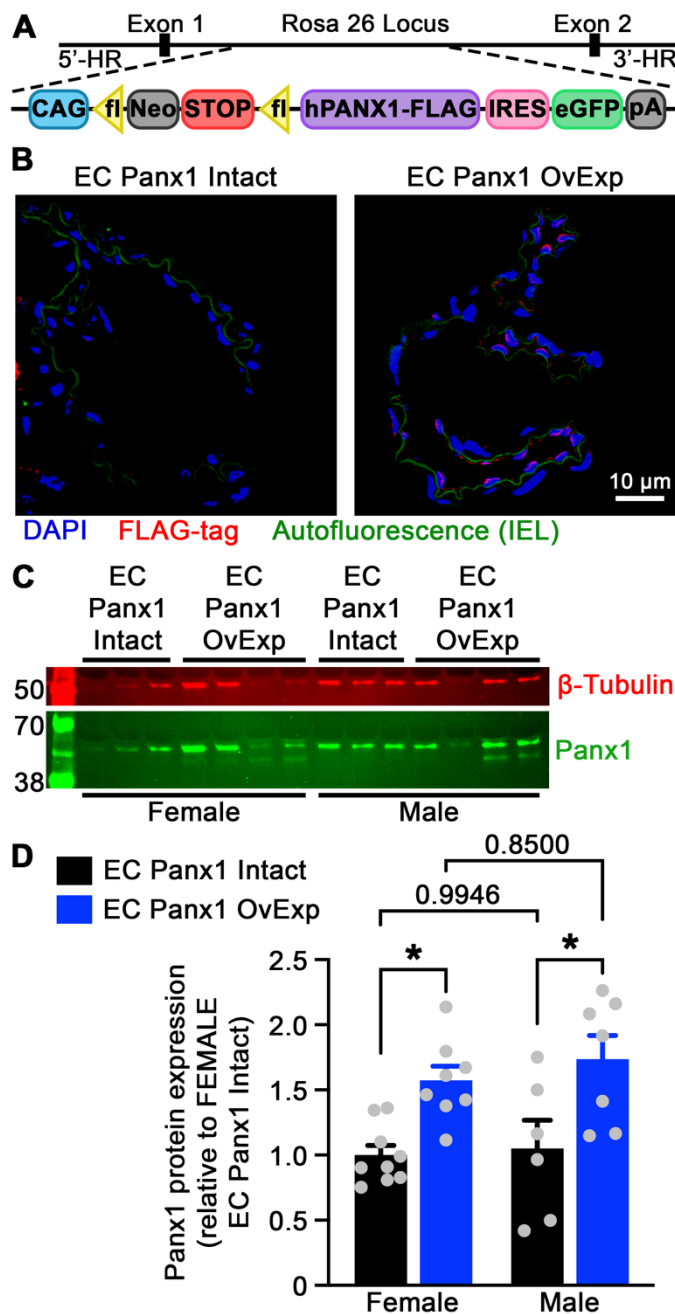 A
Exon 1
Rosa 26 Locus
Exon 2
5'-HR
3'-HR
CAG
fl
Neo
STOP
fl
hPANX1-FLAG
IRES
eGFP
pA
B
EC Panx1 Intact
EC Panx1 OvExp
10 µm
DAPI FLAG-tag Autofluorescence (IEL)
C
EC Panx1 Intact
EC Panx1 OvExp
EC Panx1 Intact
EC Panx1 OvExp
50
β-Tubulin
70
38
Panx1
Female
Male
D
EC Panx1 Intact
EC Panx1 OvExp
0.8500
0.9946
*
*
Panx1 protein expression
(relative to FEMALE
EC Panx1 Intact)
2.5
2.0
1.5
1.0
0.5
0
Female
Male